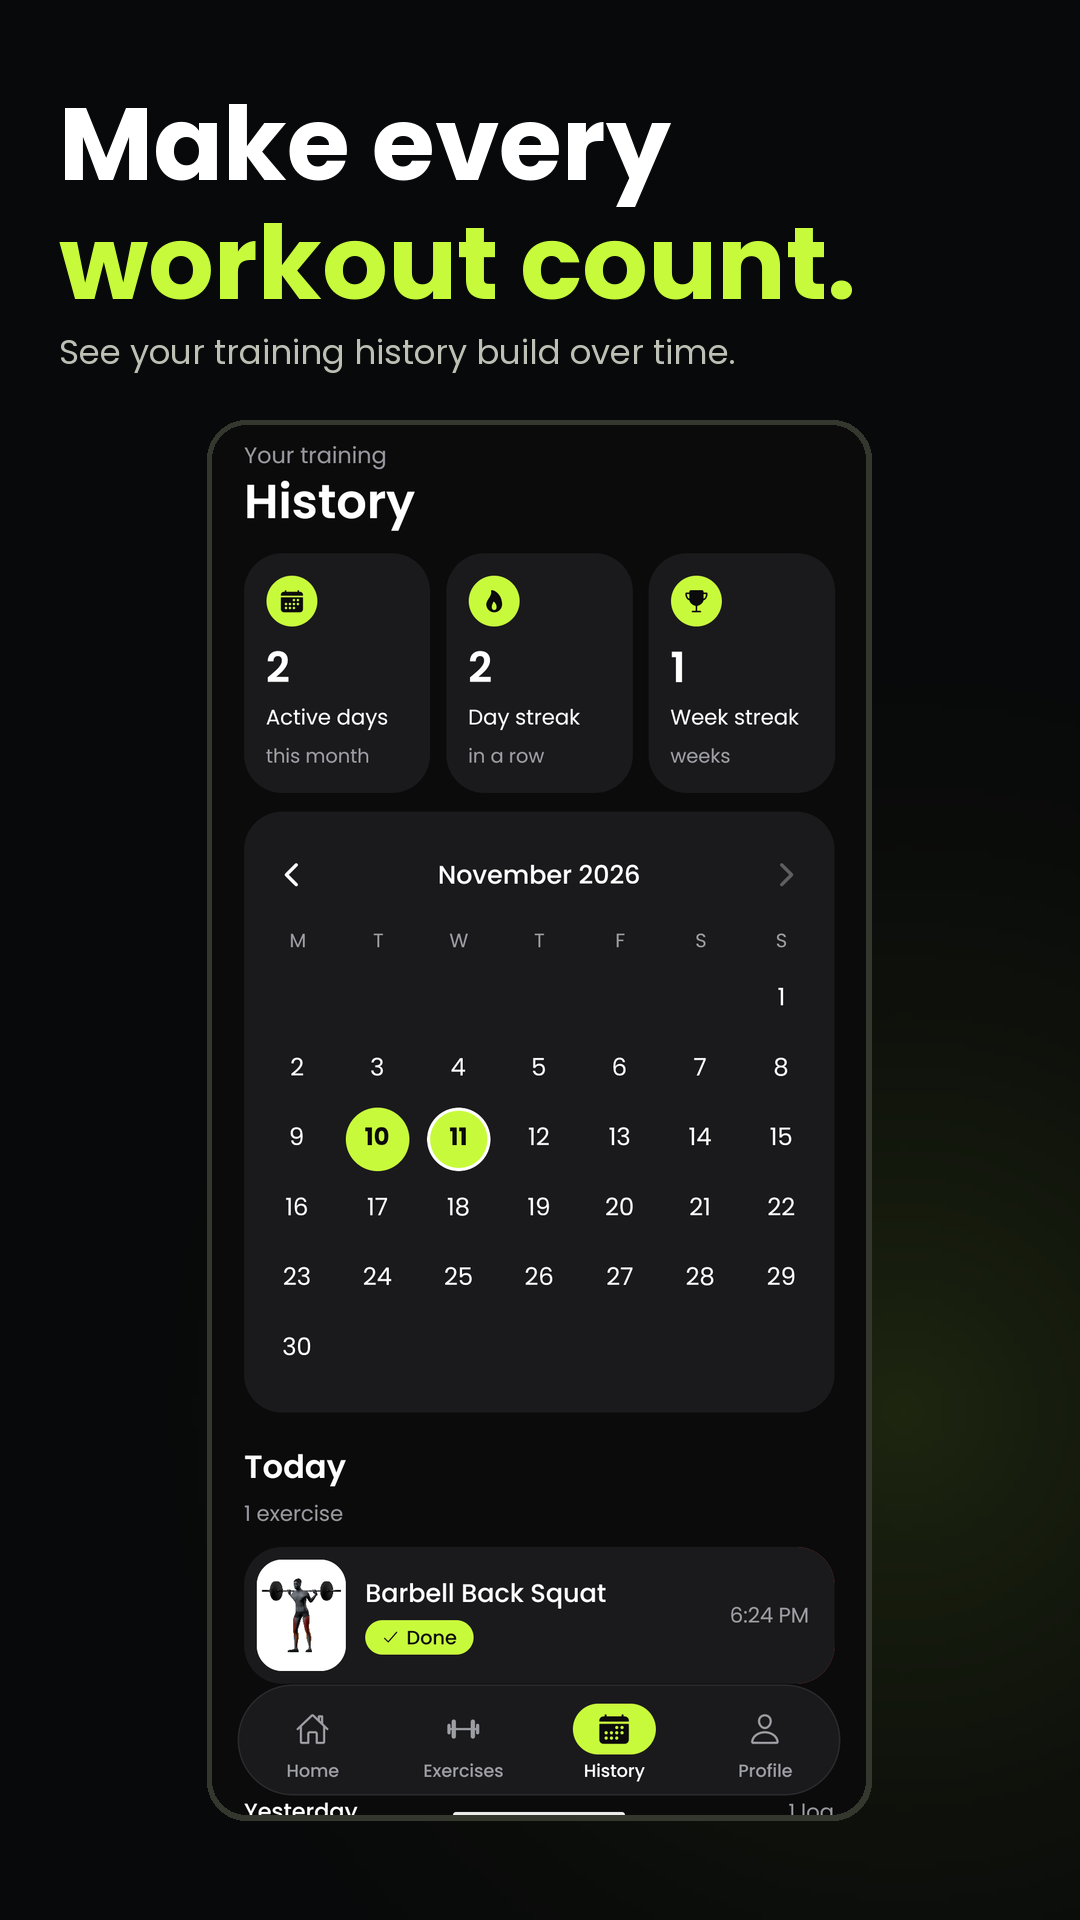 Make every
workout count.
See your training history build over time.
Your training
History
2
Active days
this month
2
Day streak
in a row
1
Week streak
weeks
November 2026
M T W T F S S
1
2 3 4 5 6 7 8
9 10 11 12 13 14 15
16 17 18 19 20 21 22
23 24 25 26 27 28 29
30
Today
1 exercise
Barbell Back Squat
Done
6:24 PM
Home Exercises History Profile
Yesterday 1 log